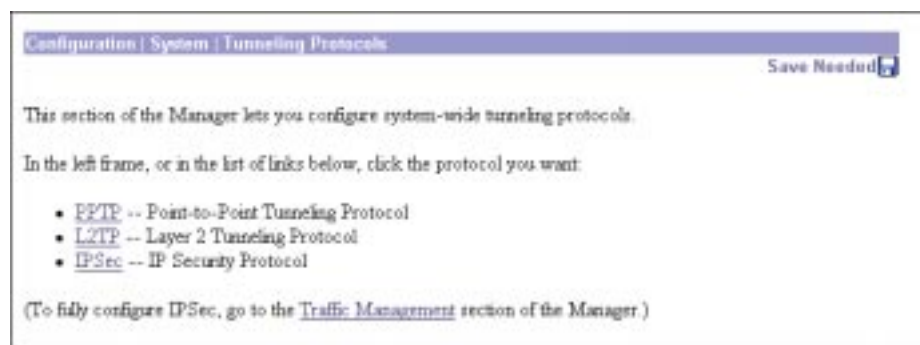 Configuration | System | Tunneling Protocols
Save Needed
This section of the Manager lets you configure system-wide tunneling protocols.
In the left frame, or in the list of links below, click the protocol you want:
• PPTP -- Point-to-Point Tunneling Protocol
• L2TP -- Layer 2 Tunneling Protocol
• IPSec -- IP Security Protocol
(To fully configure IPSec, go to the Traffic Management section of the Manager.)